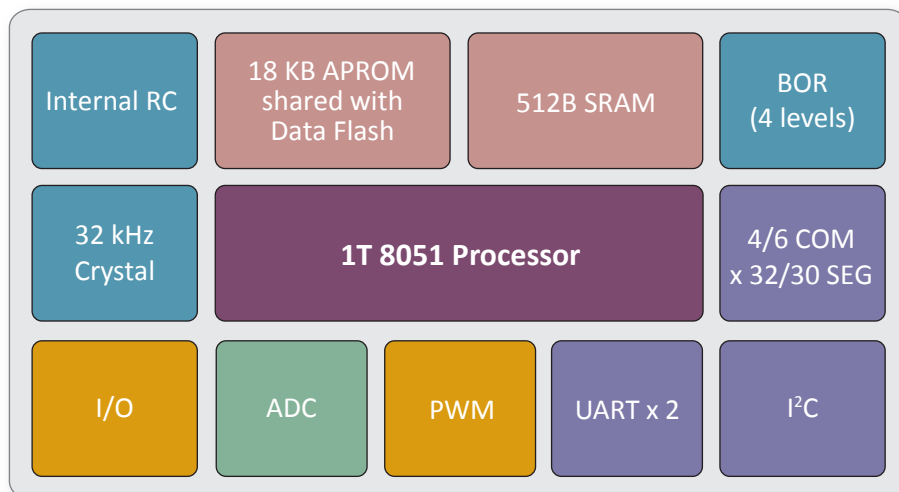 Internal RC
18 KB APROM
shared with
Data Flash
512B SRAM
BOR
(4 levels)
32 kHz
Crystal
1T 8051 Processor
4/6 COM
x 32/30 SEG
I/O
ADC
PWM
UART x 2
I²C